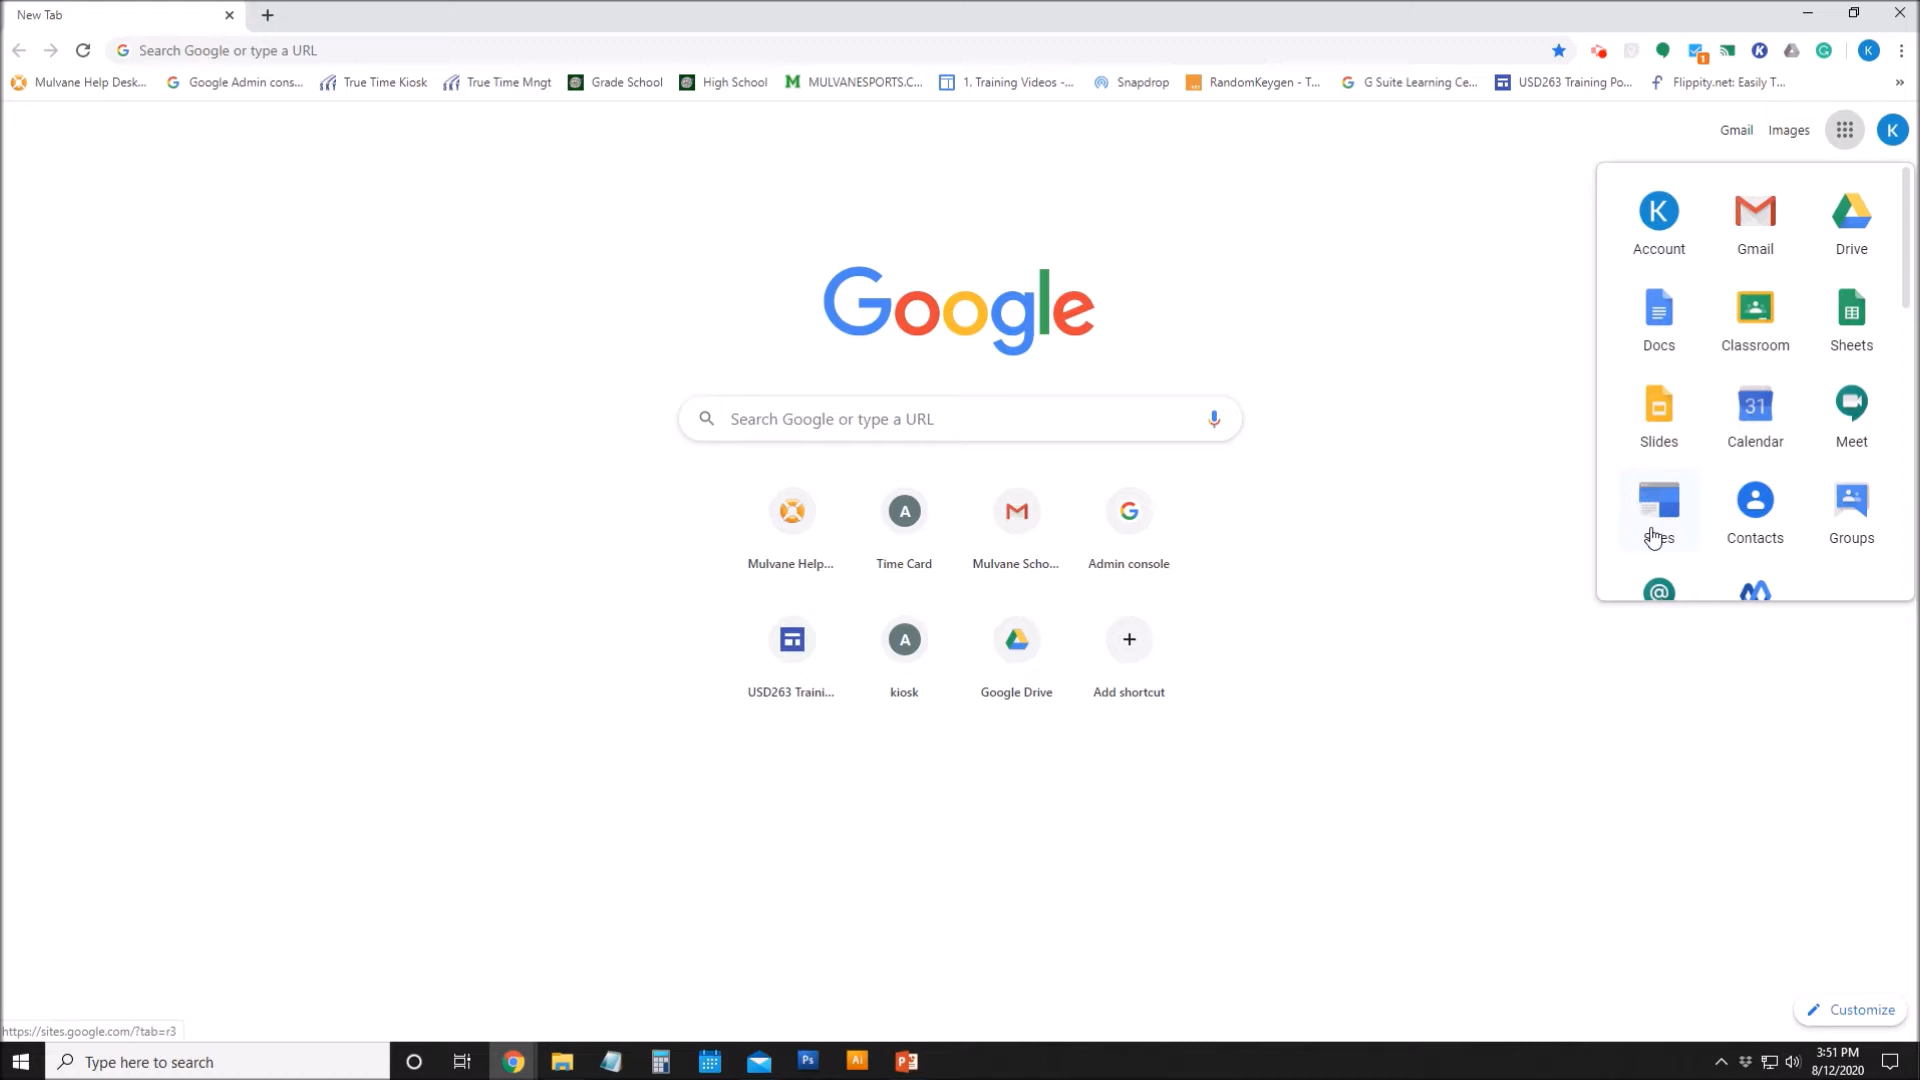 New Tab
Search Google or type a URL
Mulvane Help Desk...
Google Admin cons...
True Time Kiosk
True Time Mngt
Grade School
High School
MULVANESPORTS.C...
1. Training Videos -...
Snapdrop
RandomKeygen - T...
G Suite Learning Ce...
USD263 Training Po...
Flippity.net: Easily T...
»
Gmail
Images
K
K
Account
Gmail
Drive
Docs
Classroom
Sheets
Slides
31
Calendar
Meet
Contacts
Groups
Google
Search Google or type a URL
Mulvane Help...
A
Time Card
Mulvane Scho...
Admin console
USD263 Traini...
A
kiosk
Google Drive
Add shortcut
Customize
https://sites.google.com/?tab=r3
Type here to search
Ps
Ai
3:51 PM
8/12/2020